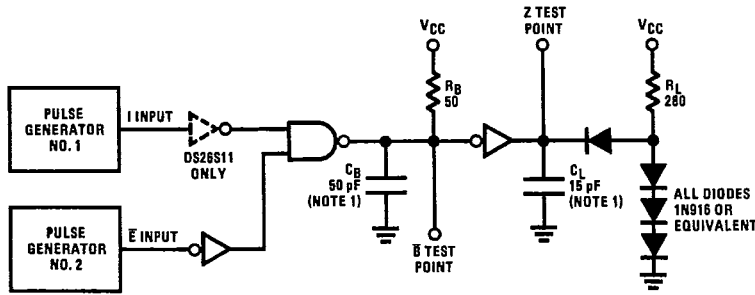 PULSE
GENERATOR
NO. 1
I INPUT
DS26S11
ONLY
PULSE
GENERATOR
NO. 2
E̅ INPUT
VCC
RB
50
CB
50 pF
(NOTE 1)
B̅ TEST
POINT
Z TEST
POINT
CL
15 pF
(NOTE 1)
VCC
RL
280
ALL DIODES
1N916 OR
EQUIVALENT